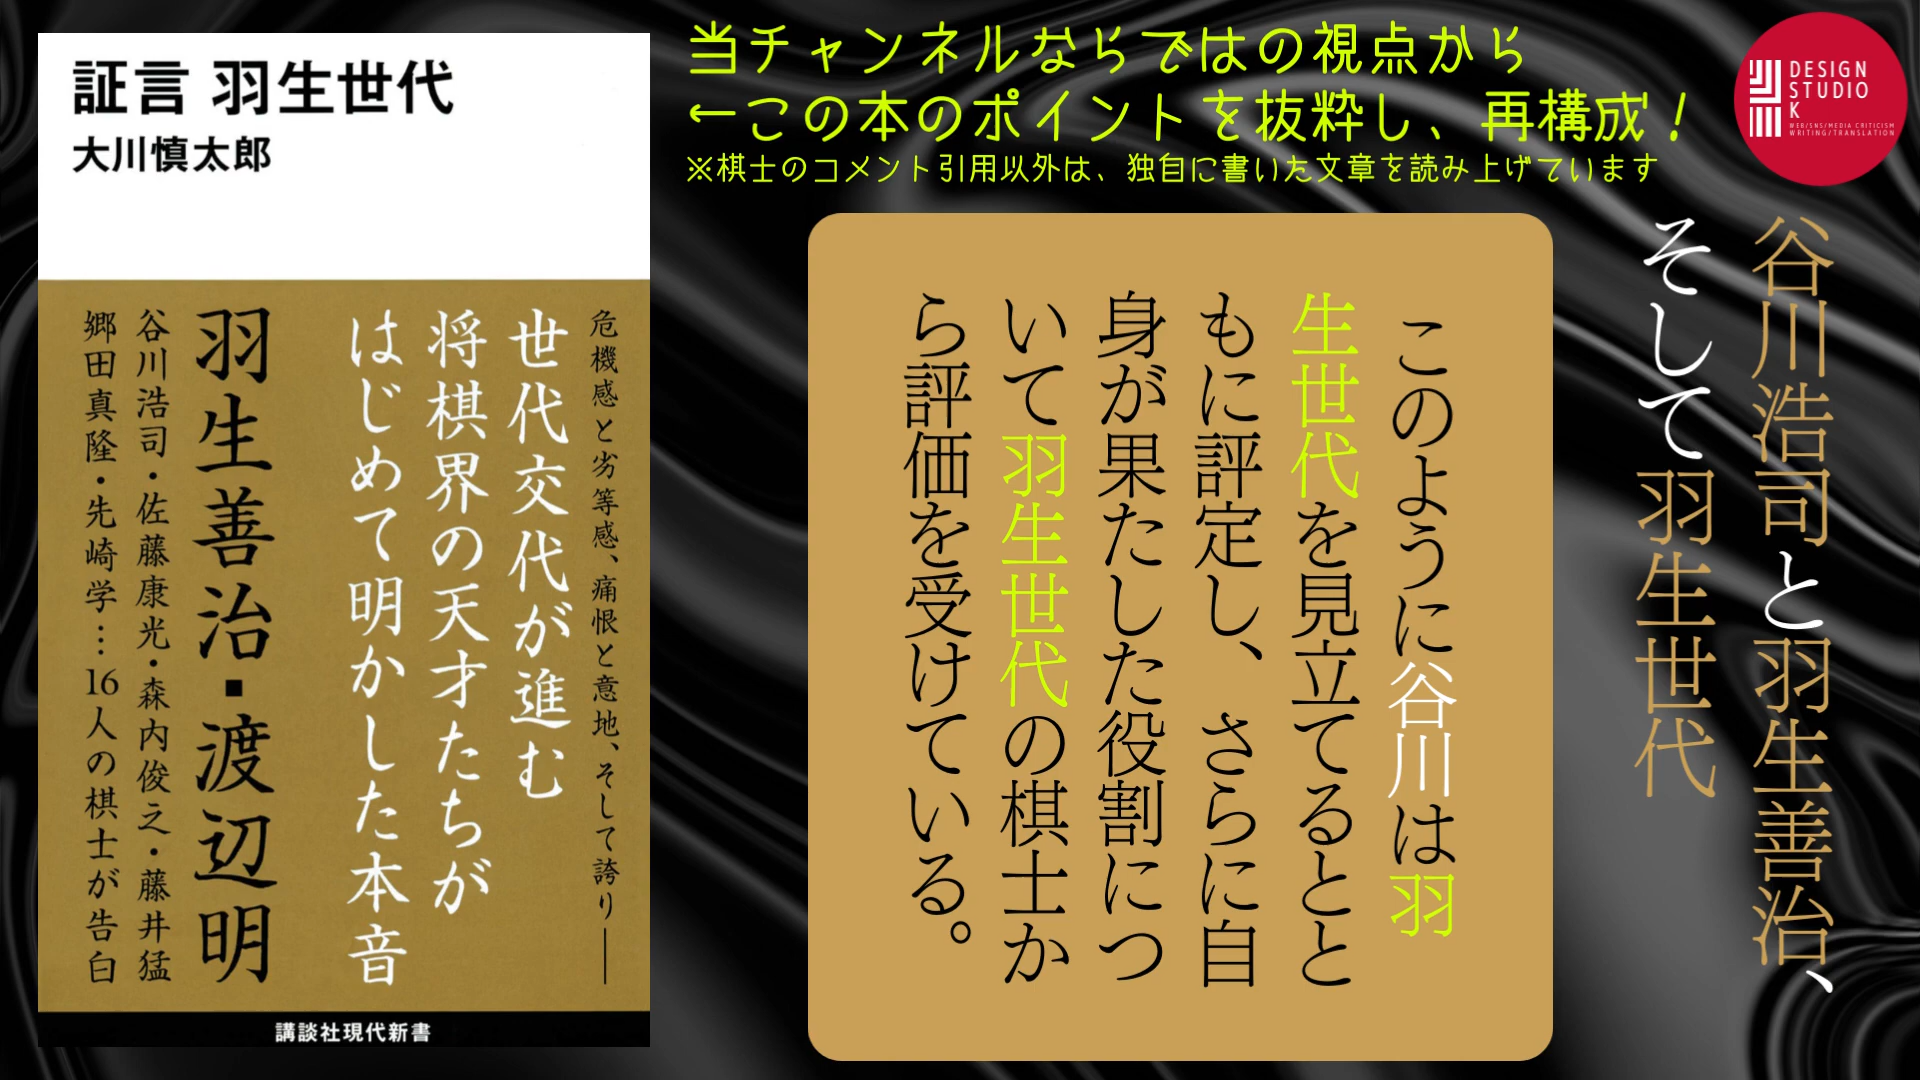 証言 羽生世代
大川慎太郎
危機感と劣等感、痛恨と意地、そして誇り――
世代交代が進む
将棋界の天才たちが
はじめて明かした本音
羽生善治▪渡辺明
谷川浩司・佐藤康光・森内俊之・藤井猛
郷田真隆・先崎学…16人の棋士が告白
講談社現代新書
当チャンネルならではの視点から
←この本のポイントを抜粋し、再構成！
※棋士のコメント引用以外は、独自に書いた文章を読み上げています
DESIGN
STUDIO
K
WEB/SNS/MEDIA CRITICISM
WRITING/TRANSLATION
谷川浩司と羽生善治、
そして羽生世代
このように谷川は羽
生世代を見立てるとと
もに評定し、さらに自
身が果たした役割につ
いて羽生世代の棋士か
ら評価を受けている。